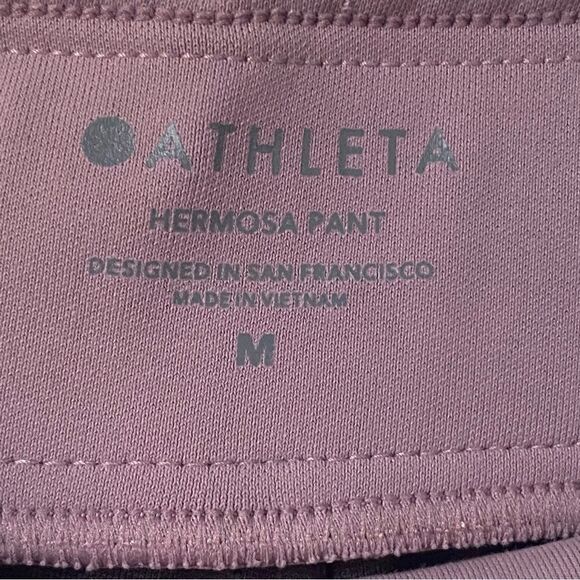 ATHLETA
HERMOSA PANT
DESIGNED IN SAN FRANCISCO
MADE IN VIETNAM
M